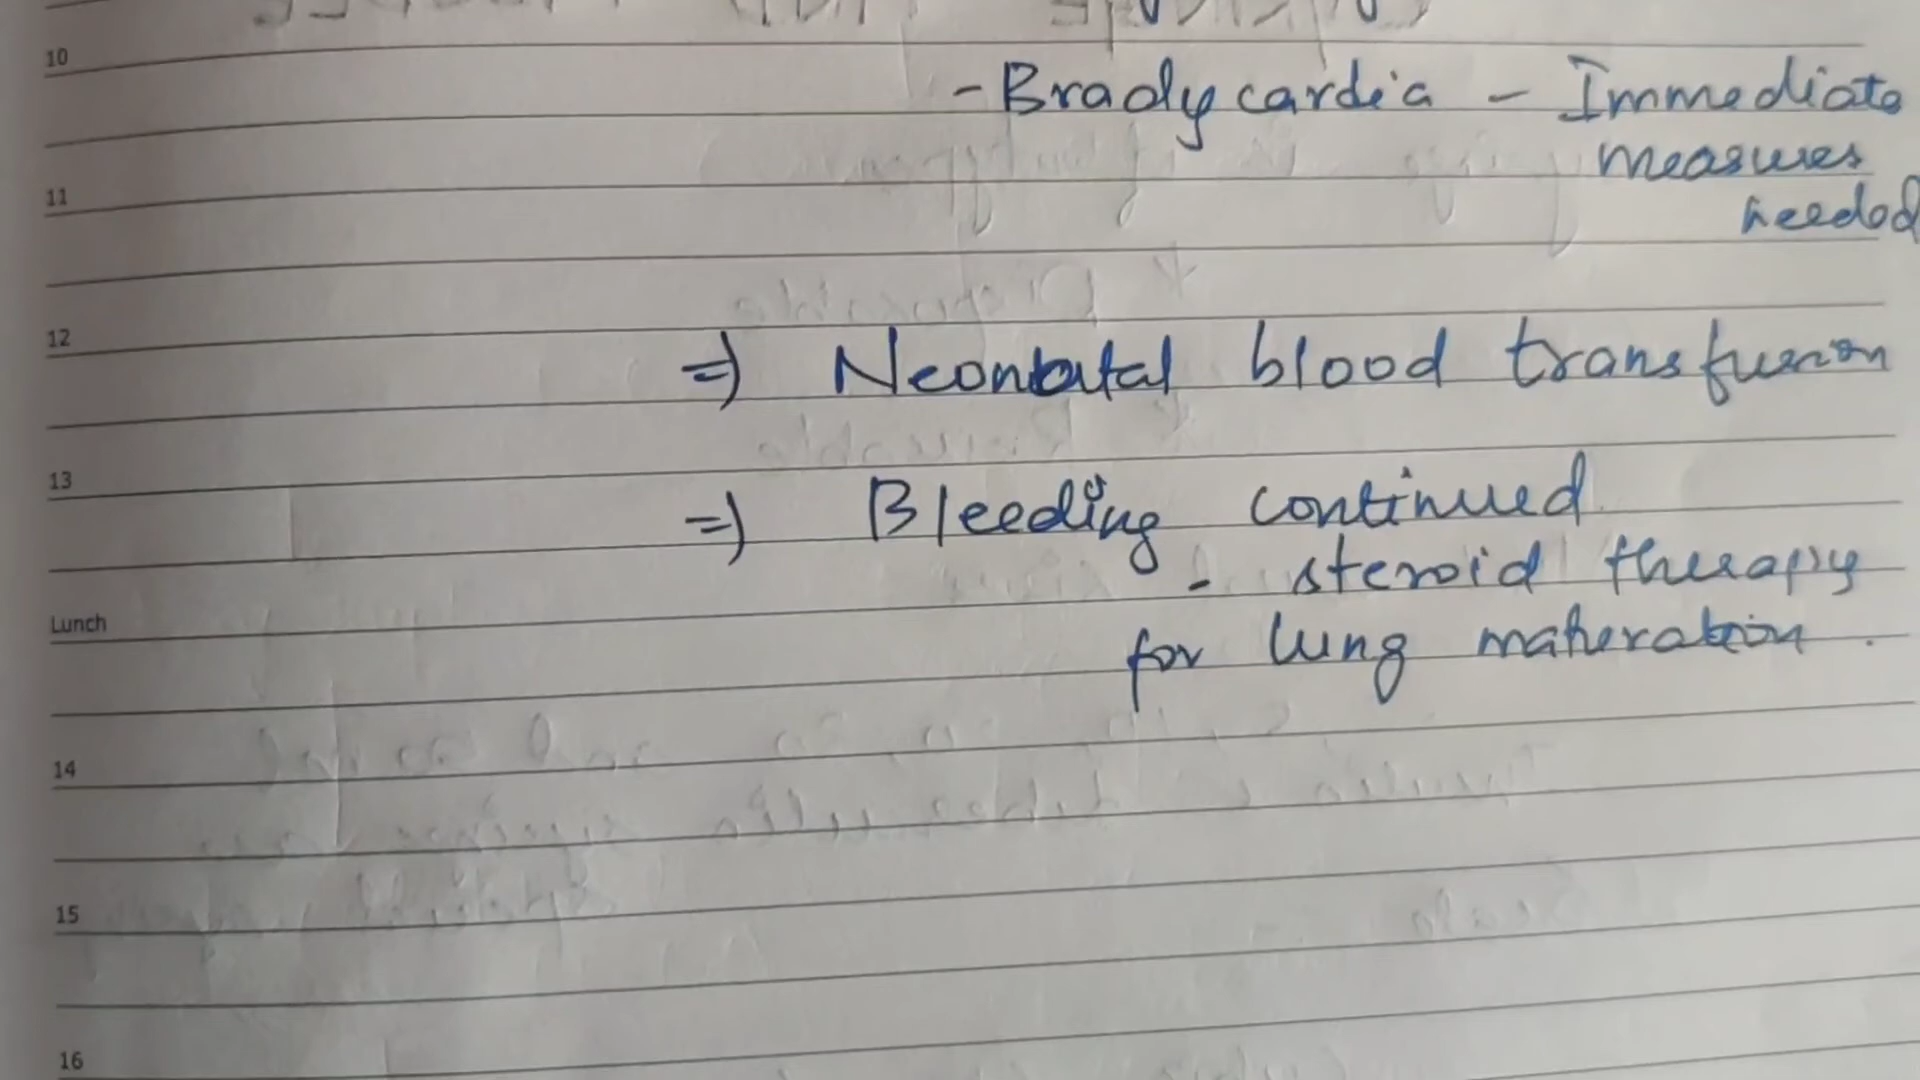 10
- Bradycardia - Immediate
measures
needed
11
12
=) Neonatal blood transfusion
13
=) Bleeding continued
- steroid therapy
Lunch
for lung matueration.
14
15
16